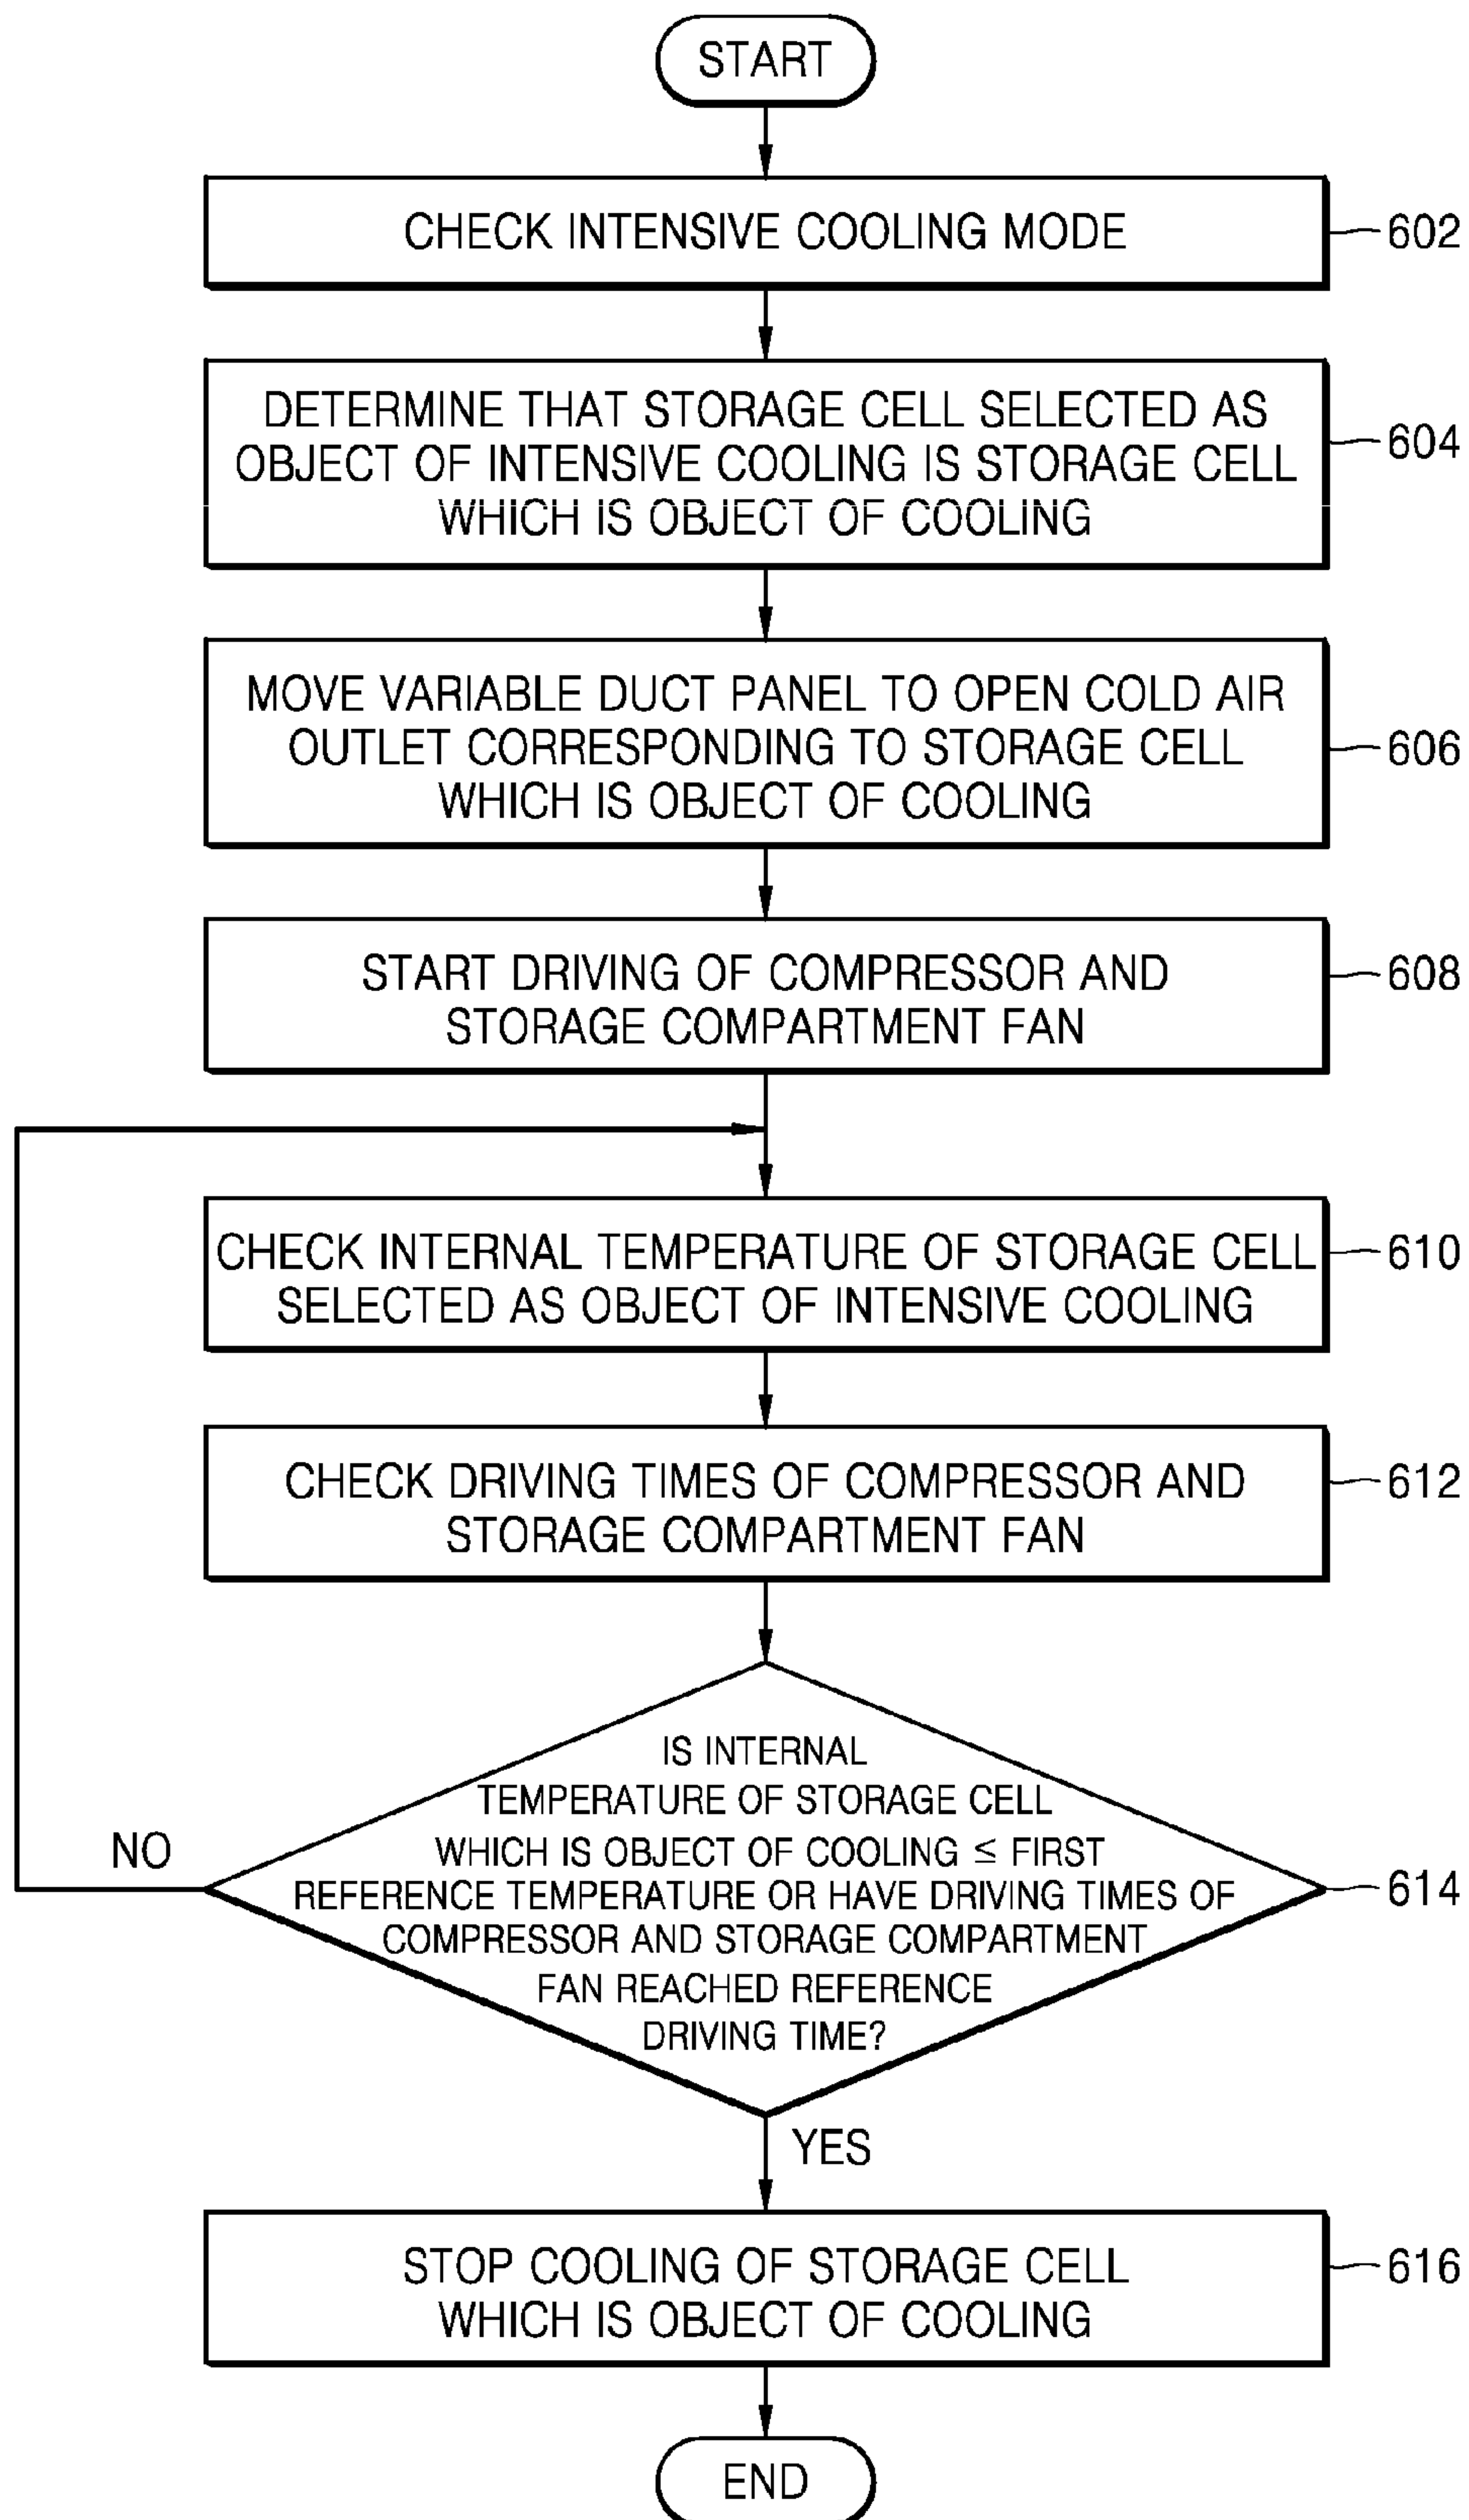 START
CHECK INTENSIVE COOLING MODE
602
DETERMINE THAT STORAGE CELL SELECTED AS
OBJECT OF INTENSIVE COOLING IS STORAGE CELL
WHICH IS OBJECT OF COOLING
604
MOVE VARIABLE DUCT PANEL TO OPEN COLD AIR
OUTLET CORRESPONDING TO STORAGE CELL
WHICH IS OBJECT OF COOLING
606
START DRIVING OF COMPRESSOR AND
STORAGE COMPARTMENT FAN
608
CHECK INTERNAL TEMPERATURE OF STORAGE CELL
SELECTED AS OBJECT OF INTENSIVE COOLING
610
CHECK DRIVING TIMES OF COMPRESSOR AND
STORAGE COMPARTMENT FAN
612
IS INTERNAL
TEMPERATURE OF STORAGE CELL
WHICH IS OBJECT OF COOLING ≤ FIRST
REFERENCE TEMPERATURE OR HAVE DRIVING TIMES OF
COMPRESSOR AND STORAGE COMPARTMENT
FAN REACHED REFERENCE
DRIVING TIME?
614
NO
YES
STOP COOLING OF STORAGE CELL
WHICH IS OBJECT OF COOLING
616
END